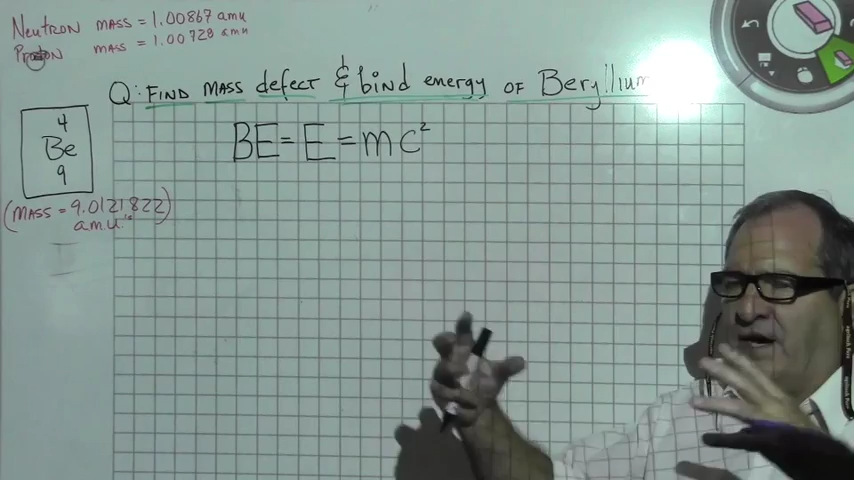 Neutron mass = 1.00867 amu
Proton mass = 1.00728 amu
Q: Find mass defect & bind energy of Beryllium
4
Be
9
BE = E = mc²
(mass = 9.0121822
a.m.u.'s)